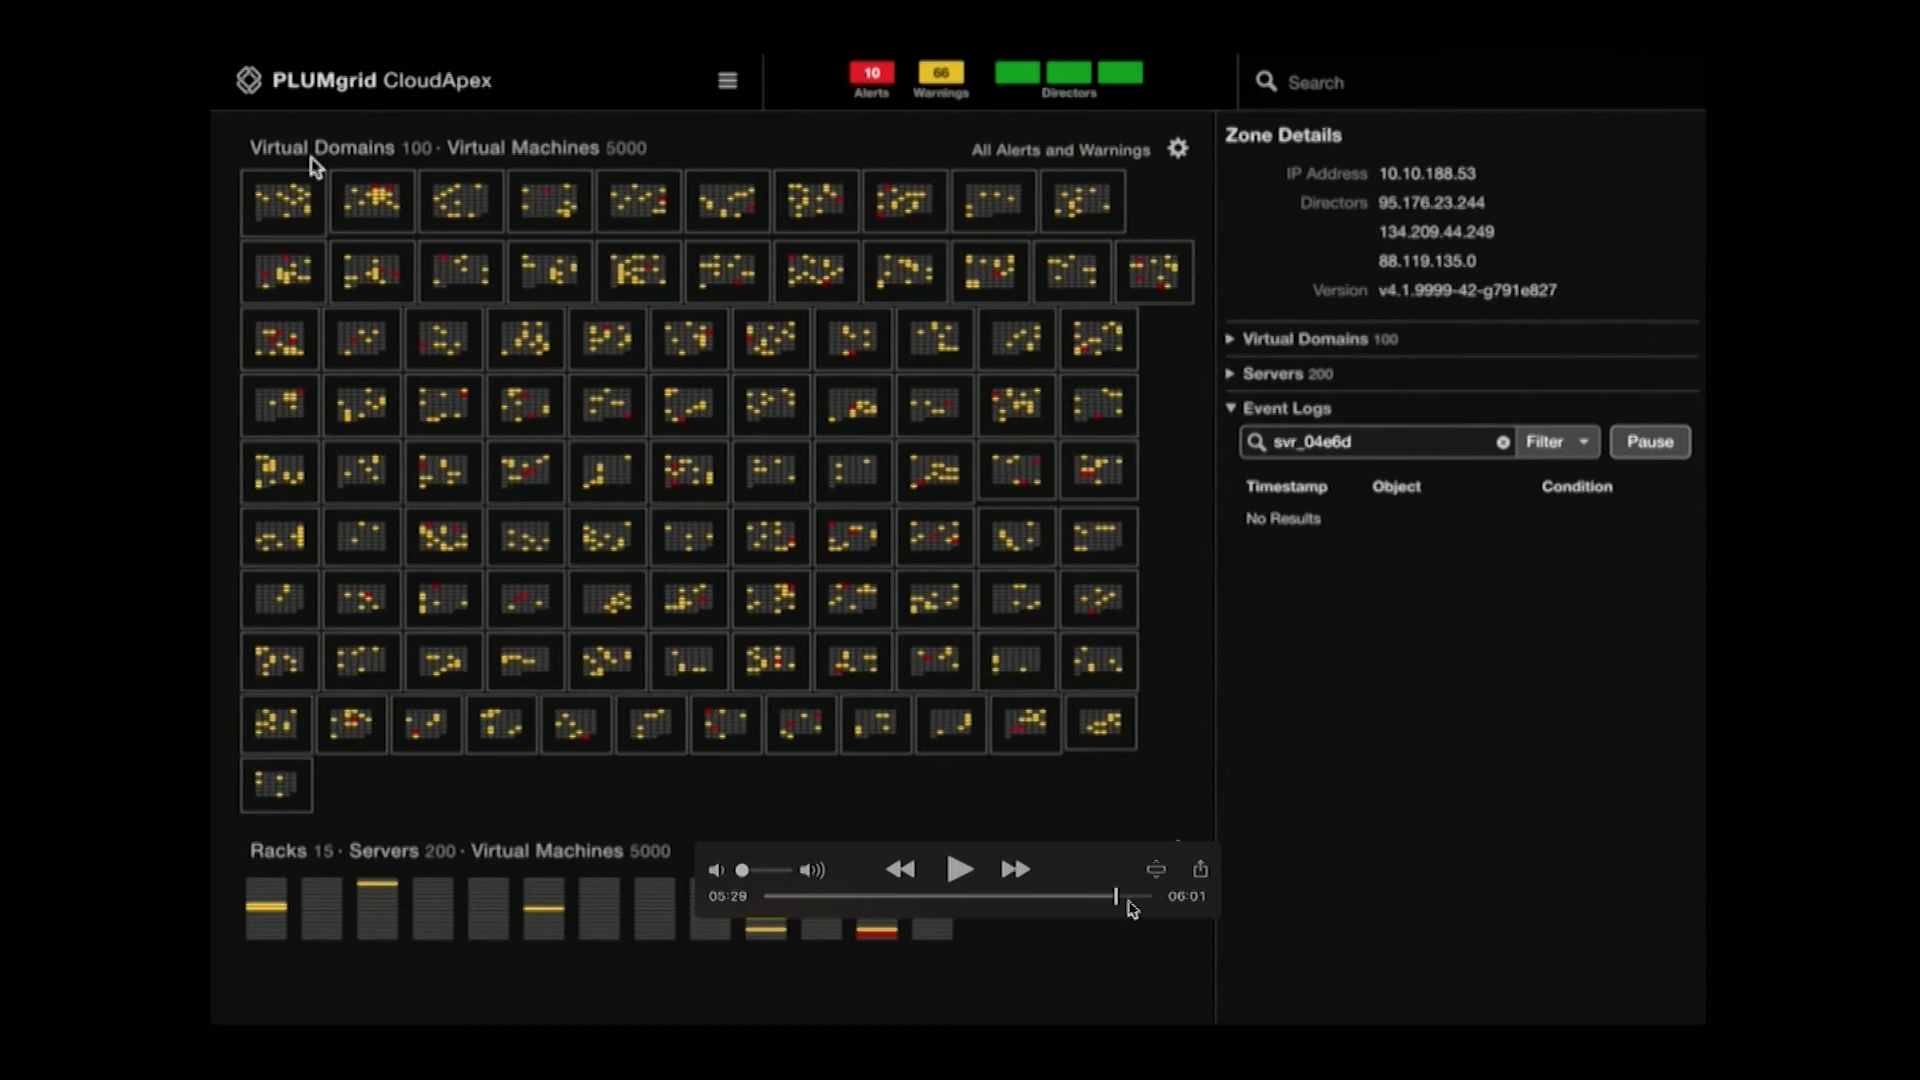 PLUMgrid CloudApex
10
Alerts
66
Warnings
Directors
Search
Virtual Domains 100 · Virtual Machines 5000
All Alerts and Warnings
Zone Details
IP Address 10.10.188.53
Directors 95.176.23.244
134.209.44.249
88.119.135.0
Version v4.1.9999-42-g791e827
Virtual Domains 100
Servers 200
Event Logs
svr_04e6d
Filter
Pause
Timestamp Object Condition
No Results
Racks 15 · Servers 200 · Virtual Machines 5000
05:29
06:01